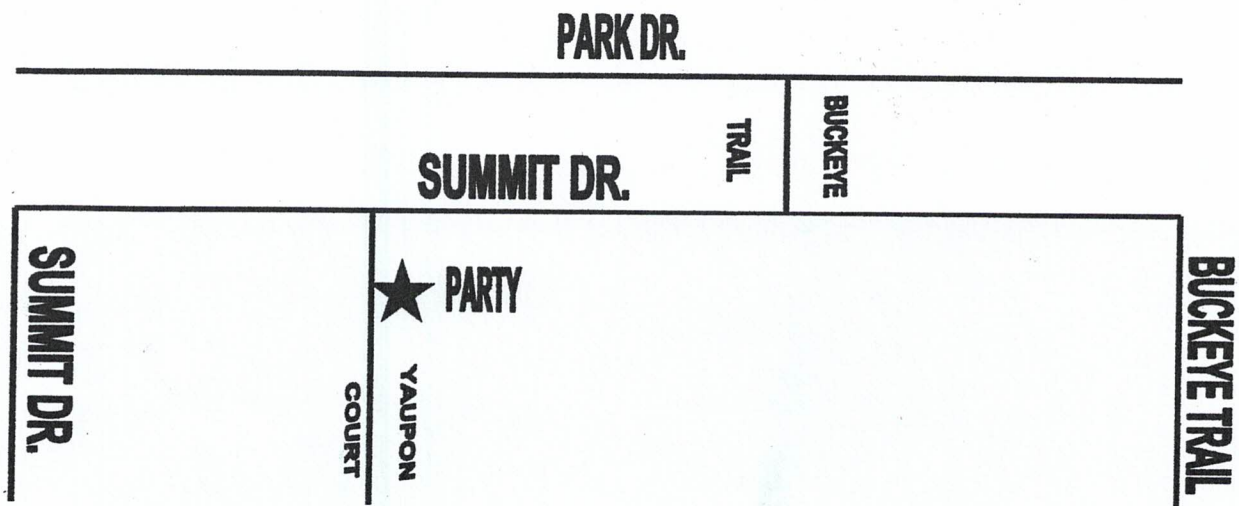 PARK DR.
BUCKEYE
TRAIL
SUMMIT DR.
SUMMIT DR.
PARTY
YAUPON
COURT
BUCKEYE TRAIL